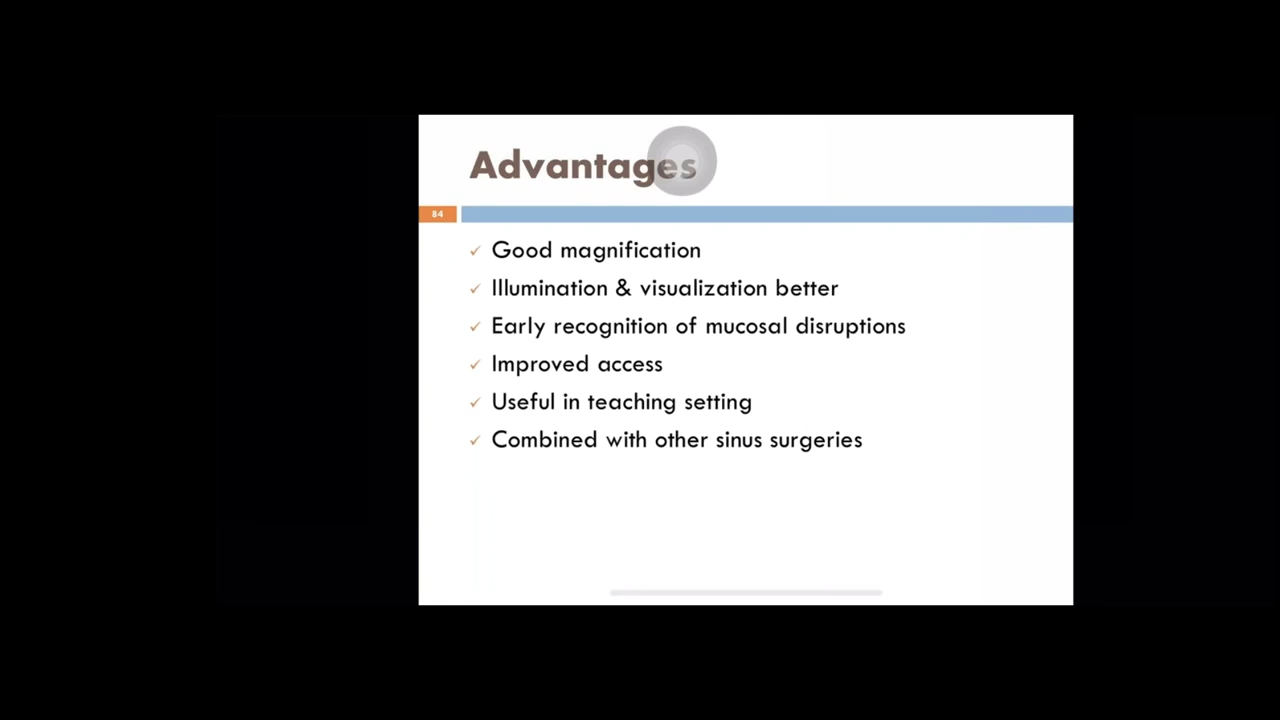 Advantages
84
✓ Good magnification
✓ Illumination & visualization better
✓ Early recognition of mucosal disruptions
✓ Improved access
✓ Useful in teaching setting
✓ Combined with other sinus surgeries